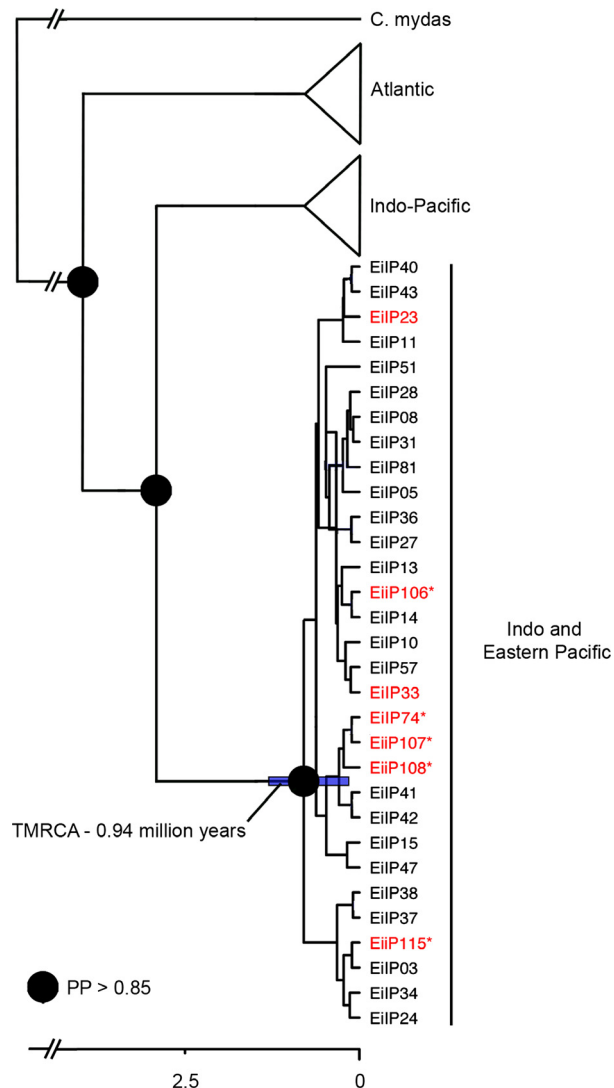 C. mydas
Atlantic
Indo-Pacific
EiIP40
EiIP43
EiIP23
EiIP11
EiIP51
EiIP28
EiIP08
EiIP31
EiIP81
EiIP05
EiIP36
EiIP27
EiIP13
EiiP106*
EiIP14
EiIP10
EiIP57
EiIP33
EiIP74*
EiiP107*
EiiP108*
EiIP41
EiIP42
EiIP15
EiIP47
EiIP38
EiIP37
EiiP115*
EiIP03
EiIP34
EiIP24
Indo and
Eastern Pacific
TMRCA - 0.94 million years
PP > 0.85
2.5
0